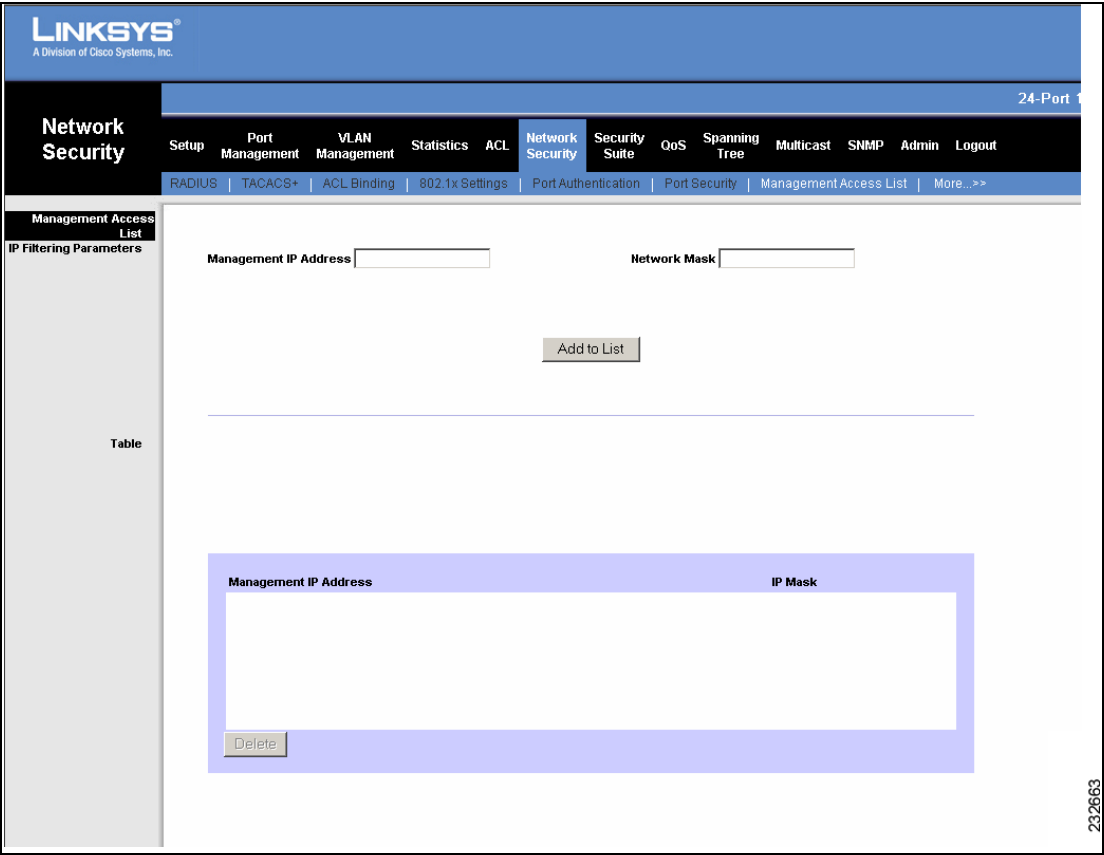 LINKSYS®
A Division of Cisco Systems, Inc.
24-Port 1
Network
Security
Setup Port Management VLAN Management Statistics ACL Network Security Security Suite QoS Spanning Tree Multicast SNMP Admin Logout
RADIUS | TACACS+ | ACL Binding | 802.1x Settings | Port Authentication | Port Security | Management Access List | More...>>
Management Access
List
IP Filtering Parameters
Management IP Address Network Mask
Add to List
Table
Management IP Address IP Mask
Delete
232663